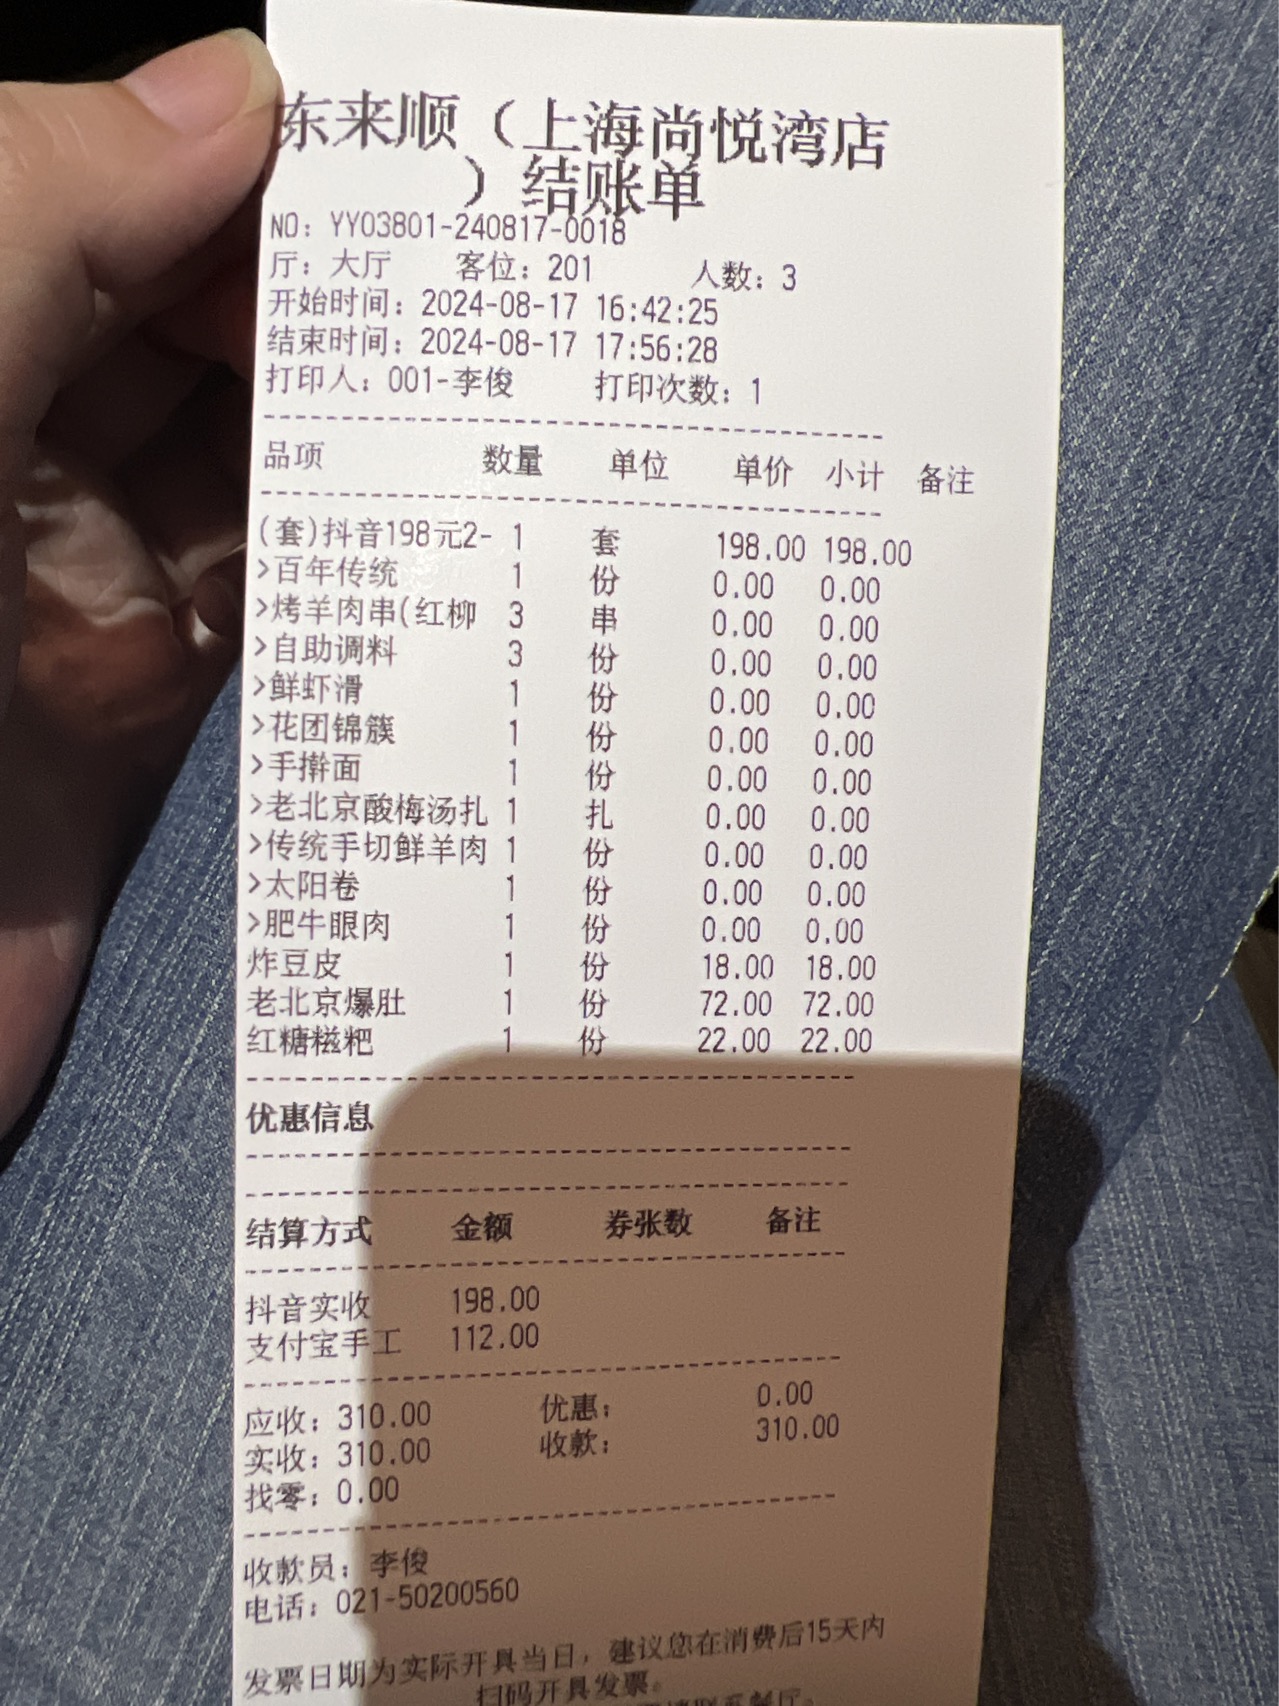 东来顺（上海尚悦湾店
）结账单
NO: YY03801-240817-0018
厅: 大厅 客位: 201 人数: 3
开始时间: 2024-08-17 16:42:25
结束时间: 2024-08-17 17:56:28
打印人: 001-李俊 打印次数: 1
品项 数量 单位 单价 小计 备注
(套)抖音198元2- 1 套 198.00 198.00
>百年传统 1 份 0.00 0.00
>烤羊肉串(红柳 3 串 0.00 0.00
>自助调料 3 份 0.00 0.00
>鲜虾滑 1 份 0.00 0.00
>花团锦簇 1 份 0.00 0.00
>手擀面 1 份 0.00 0.00
>老北京酸梅汤扎 1 扎 0.00 0.00
>传统手切鲜羊肉 1 份 0.00 0.00
>太阳卷 1 份 0.00 0.00
>肥牛眼肉 1 份 0.00 0.00
炸豆皮 1 份 18.00 18.00
老北京爆肚 1 份 72.00 72.00
红糖糍粑 1 份 22.00 22.00
优惠信息
结算方式 金额 券张数 备注
抖音实收 198.00
支付宝手工 112.00
应收: 310.00 优惠: 0.00
实收: 310.00 收款: 310.00
找零: 0.00
收款员: 李俊
电话: 021-50200560
发票日期为实际开具当日，建议您在消费后15天内
扫码开具发票。